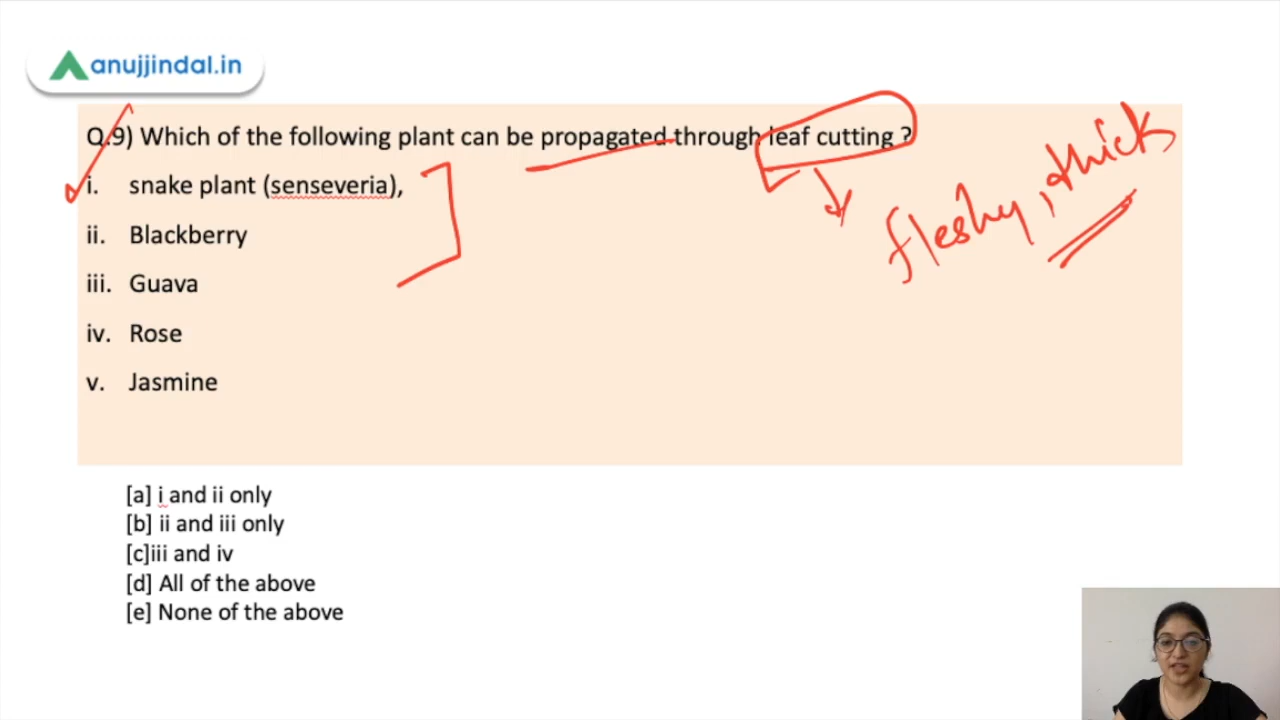 anujjindal.in
Q.9) Which of the following plant can be propagated through leaf cutting ?
i. snake plant (senseveria),
ii. Blackberry
iii. Guava
iv. Rose
v. Jasmine
fleshy, thick
[a] i and ii only
[b] ii and iii only
[c]iii and iv
[d] All of the above
[e] None of the above